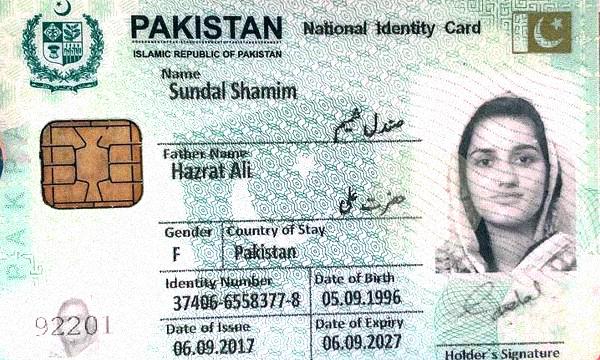 PAKISTAN National Identity Card
ISLAMIC REPUBLIC OF PAKISTAN
Name
Sundal Shamim
صندل شمیم
Father Name
Hazrat Ali
حضرت علی
Gender Country of Stay
F Pakistan
Identity Number Date of Birth
37406-6558377-8 05.09.1996
Date of Issue Date of Expiry
06.09.2017 06.09.2027
92201
Holder's Signature